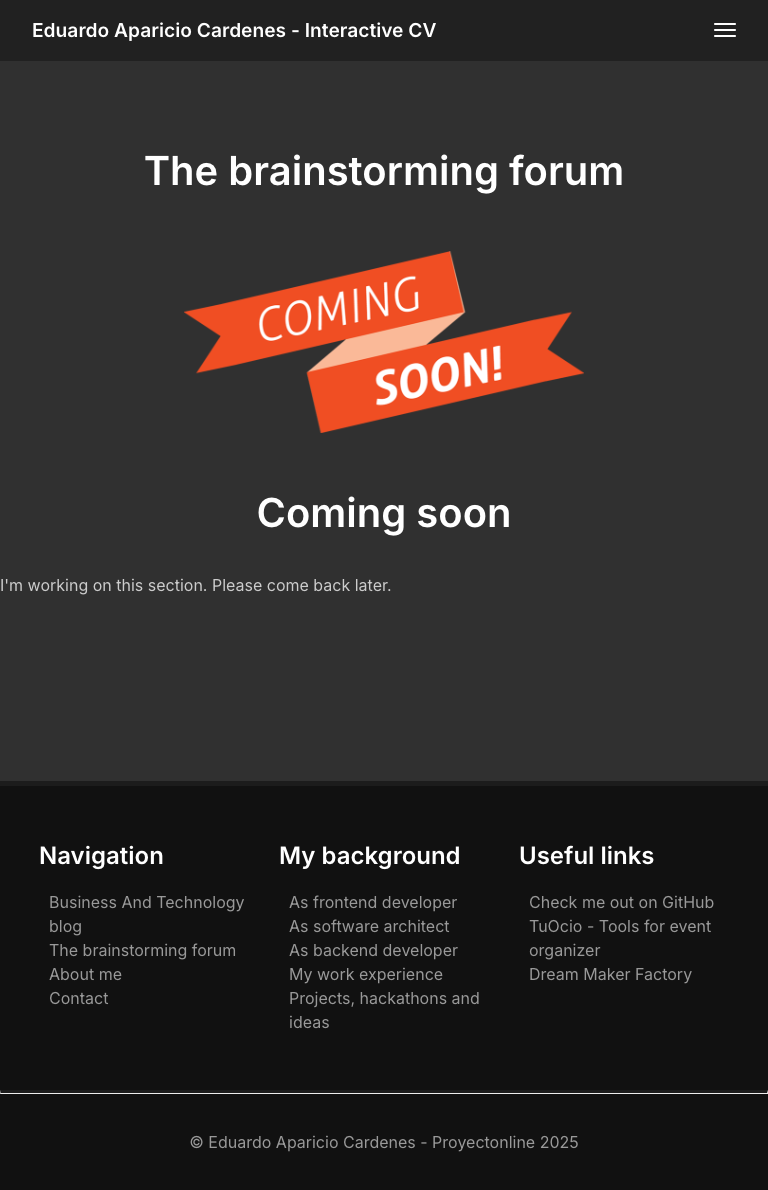 Eduardo Aparicio Cardenes - Interactive CV
The brainstorming forum
COMING
SOON!
Coming soon
I'm working on this section. Please come back later.
Navigation
Business And Technology
blog
The brainstorming forum
About me
Contact
My background
As frontend developer
As software architect
As backend developer
My work experience
Projects, hackathons and
ideas
Useful links
Check me out on GitHub
TuOcio - Tools for event
organizer
Dream Maker Factory
© Eduardo Aparicio Cardenes - Proyectonline 2025